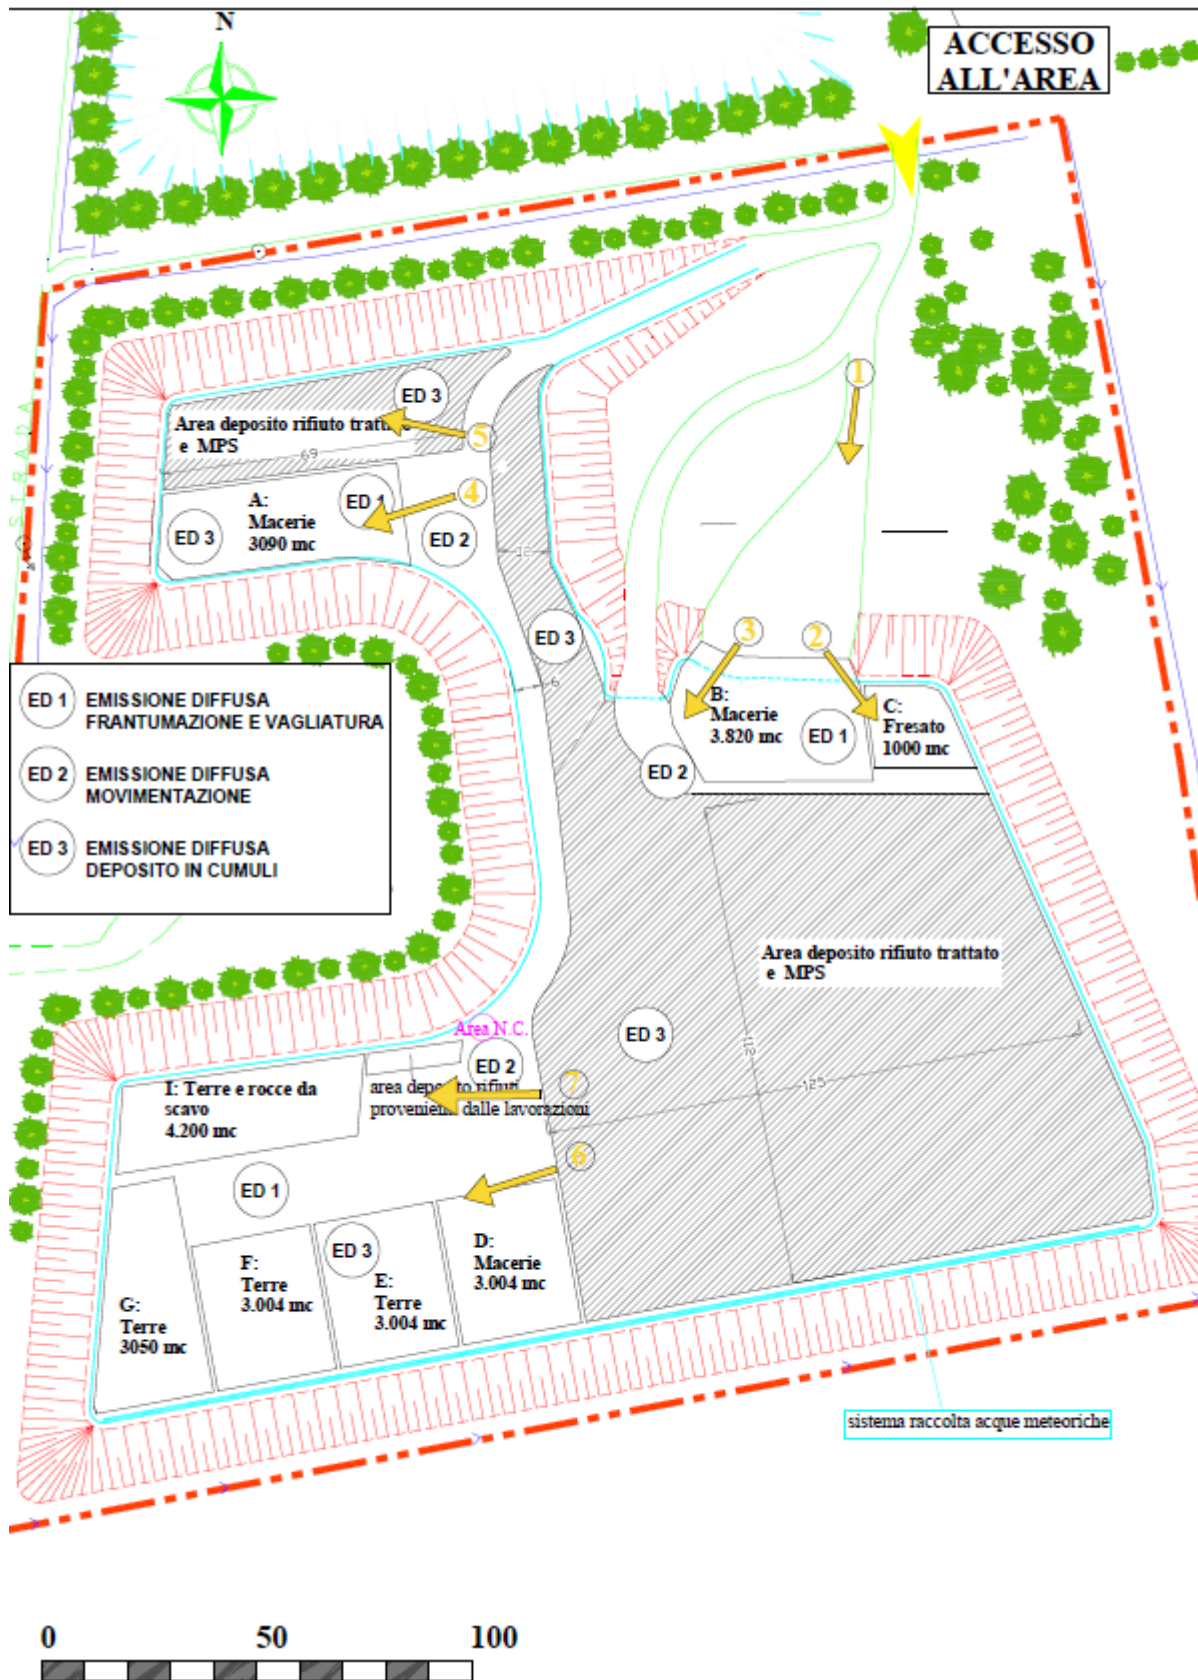 N
ACCESSO
ALL'AREA
STRADA
1
ED 3
Area deposito rifiuto
e MPS
5
69
A:
Macerie
3090 mc
ED 1
4
ED 3
ED 2
12
ED 3
6
3
2
B:
Macerie
3.820 mc
ED 1
C:
Fresato
1000 mc
ED 2
ED 1 EMISSIONE DIFFUSA
FRANTUMAZIONE E VAGLIATURA
ED 2 EMISSIONE DIFFUSA
MOVIMENTAZIONE
ED 3 EMISSIONE DIFFUSA
DEPOSITO IN CUMULI
Area deposito rifiuto trattato
e MPS
Area N.C.
ED 3
112
125
ED 2
I: Terre e rocce da
scavo
4.200 mc
area deposito rifiuti
dalle lavorazioni
7
6
ED 1
ED 3
D:
Macerie
3.004 mc
F:
Terre
3.004 mc
E:
Terre
3.004 mc
G:
Terre
3050 mc
sistema raccolta acque meteoriche
0 50 100